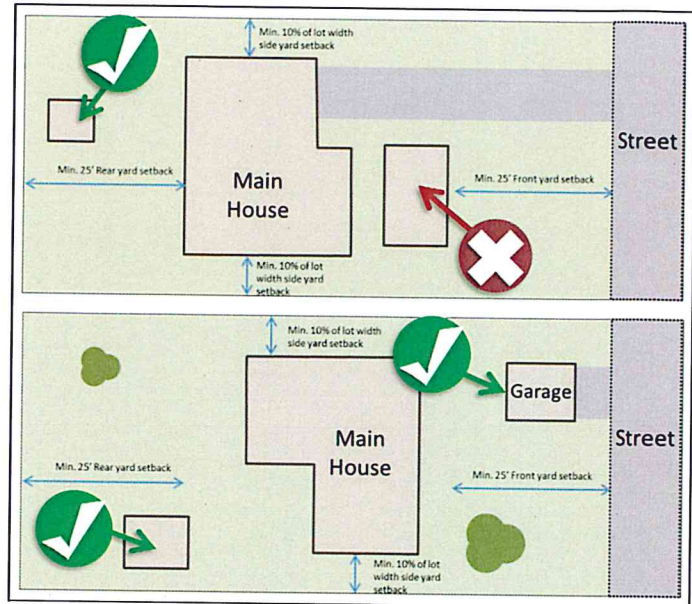 Min. 10% of lot width
side yard setback
Street
Min. 25' Rear yard setback
Main
House
Min. 25' Front yard setback
Min. 10% of lot
width side yard
setback
Min. 10% of lot width
side yard setback
Garage
Main
House
Street
Min. 25' Rear yard setback
Min. 25' Front yard setback
Min. 10% of lot
width side yard
setback